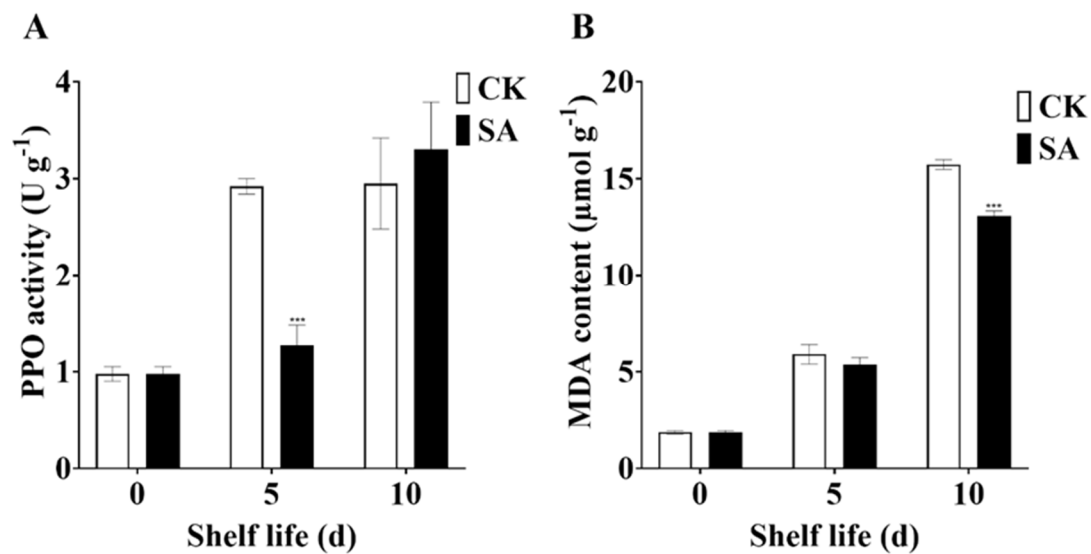 A
PPO activity (U g⁻¹)
4
3
2
1
0
CK
SA
***
0 5 10
Shelf life (d)
B
MDA content (μmol g⁻¹)
20
15
10
5
0
CK
SA
***
0 5 10
Shelf life (d)